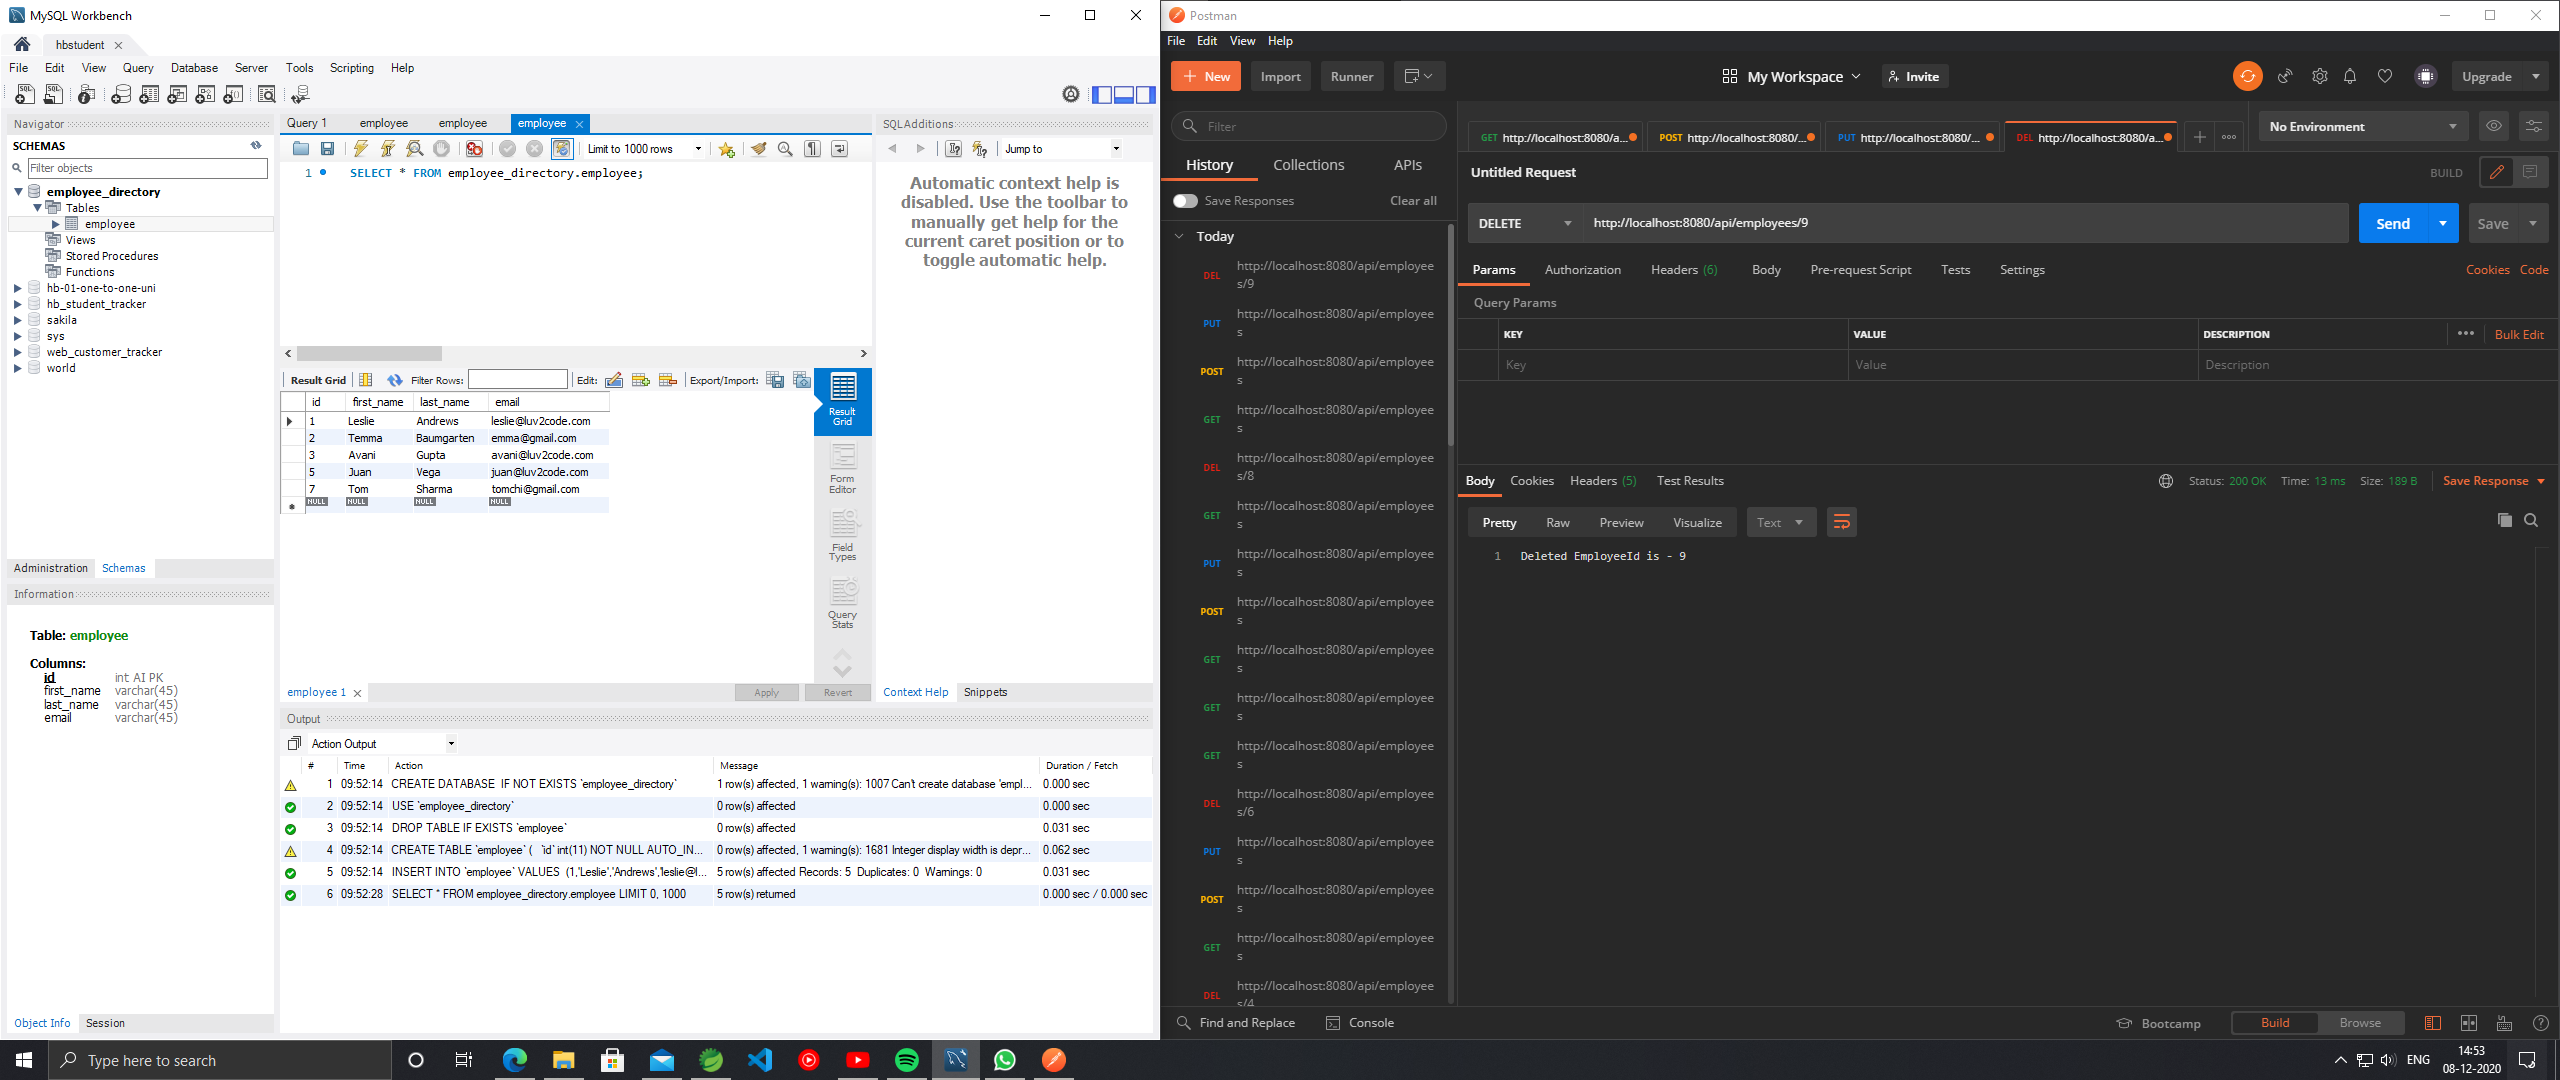 MySQL Workbench
hbstudent
File Edit View Query Database Server Tools Scripting Help
Navigator
SCHEMAS
Filter objects
employee_directory
Tables
employee
Views
Stored Procedures
Functions
hb-01-one-to-one-uni
hb_student_tracker
sakila
sys
web_customer_tracker
world
Administration Schemas
Information
Table: employee
Columns:
id int AI PK
first_name varchar(45)
last_name varchar(45)
email varchar(45)
Object Info Session
Query 1 employee employee employee
Limit to 1000 rows
1 SELECT * FROM employee_directory.employee;
Result Grid Filter Rows: Edit: Export/Import:
id first_name last_name email
1 Leslie Andrews leslie@luv2code.com
2 Temma Baumgarten emma@gmail.com
3 Avani Gupta avani@luv2code.com
5 Juan Vega juan@luv2code.com
7 Tom Sharma tomchi@gmail.com
NULL NULL NULL NULL
Result Grid
Form Editor
Field Types
Query Stats
employee 1 Apply Revert
SQLAdditions
Jump to
Automatic context help is
disabled. Use the toolbar to
manually get help for the
current caret position or to
toggle automatic help.
Context Help Snippets
Output
Action Output
# Time Action Message Duration / Fetch
1 09:52:14 CREATE DATABASE IF NOT EXISTS `employee_directory` 1 row(s) affected, 1 warning(s): 1007 Can't create database 'empl... 0.000 sec
2 09:52:14 USE `employee_directory` 0 row(s) affected 0.000 sec
3 09:52:14 DROP TABLE IF EXISTS `employee` 0 row(s) affected 0.031 sec
4 09:52:14 CREATE TABLE `employee` ( `id` int(11) NOT NULL AUTO_IN... 0 row(s) affected, 1 warning(s): 1681 Integer display width is depr... 0.062 sec
5 09:52:14 INSERT INTO `employee` VALUES (1,'Leslie','Andrews','leslie@l... 5 row(s) affected Records: 5 Duplicates: 0 Warnings: 0 0.031 sec
6 09:52:28 SELECT * FROM employee_directory.employee LIMIT 0, 1000 5 row(s) returned 0.000 sec / 0.000 sec
Postman
File Edit View Help
New Import Runner My Workspace Invite Upgrade
Filter
History Collections APIs
Save Responses Clear all
Today
DEL http://localhost:8080/api/employee
s/9
PUT http://localhost:8080/api/employee
s
POST http://localhost:8080/api/employee
s
GET http://localhost:8080/api/employee
s
DEL http://localhost:8080/api/employee
s/8
GET http://localhost:8080/api/employee
s
PUT http://localhost:8080/api/employee
s
POST http://localhost:8080/api/employee
s
GET http://localhost:8080/api/employee
s
GET http://localhost:8080/api/employee
s
GET http://localhost:8080/api/employee
s
DEL http://localhost:8080/api/employee
s/6
PUT http://localhost:8080/api/employee
s
POST http://localhost:8080/api/employee
s
GET http://localhost:8080/api/employee
s
DEL http://localhost:8080/api/employee
s/4
GET http://localhost:8080/a... POST http://localhost:8080/... PUT http://localhost:8080/... DEL http://localhost:8080/a... No Environment
Untitled Request BUILD
DELETE http://localhost:8080/api/employees/9 Send Save
Params Authorization Headers (6) Body Pre-request Script Tests Settings Cookies Code
Query Params
KEY VALUE DESCRIPTION Bulk Edit
Key Value Description
Body Cookies Headers (5) Test Results Status: 200 OK Time: 13 ms Size: 189 B Save Response
Pretty Raw Preview Visualize Text
1 Deleted EmployeeId is - 9
Find and Replace Console Bootcamp Build Browse
Type here to search
ENG
14:53
08-12-2020